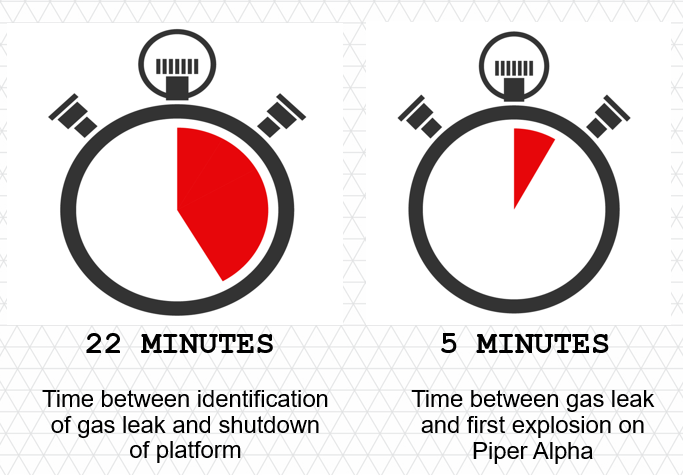 22 MINUTES
Time between identification
of gas leak and shutdown
of platform
5 MINUTES
Time between gas leak
and first explosion on
Piper Alpha